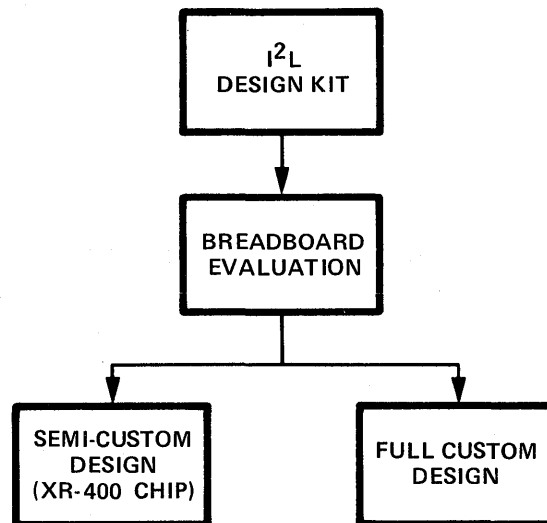 I²L
DESIGN KIT
BREADBOARD
EVALUATION
SEMI-CUSTOM
DESIGN
(XR-400 CHIP)
FULL CUSTOM
DESIGN